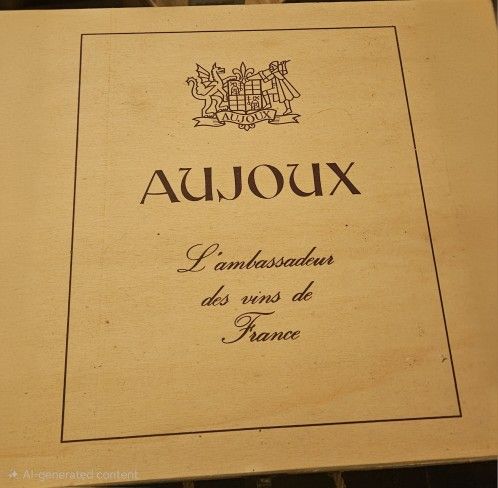 AUJOUX
AUJOUX
L'ambassadeur
des vins de
France
AI-generated content